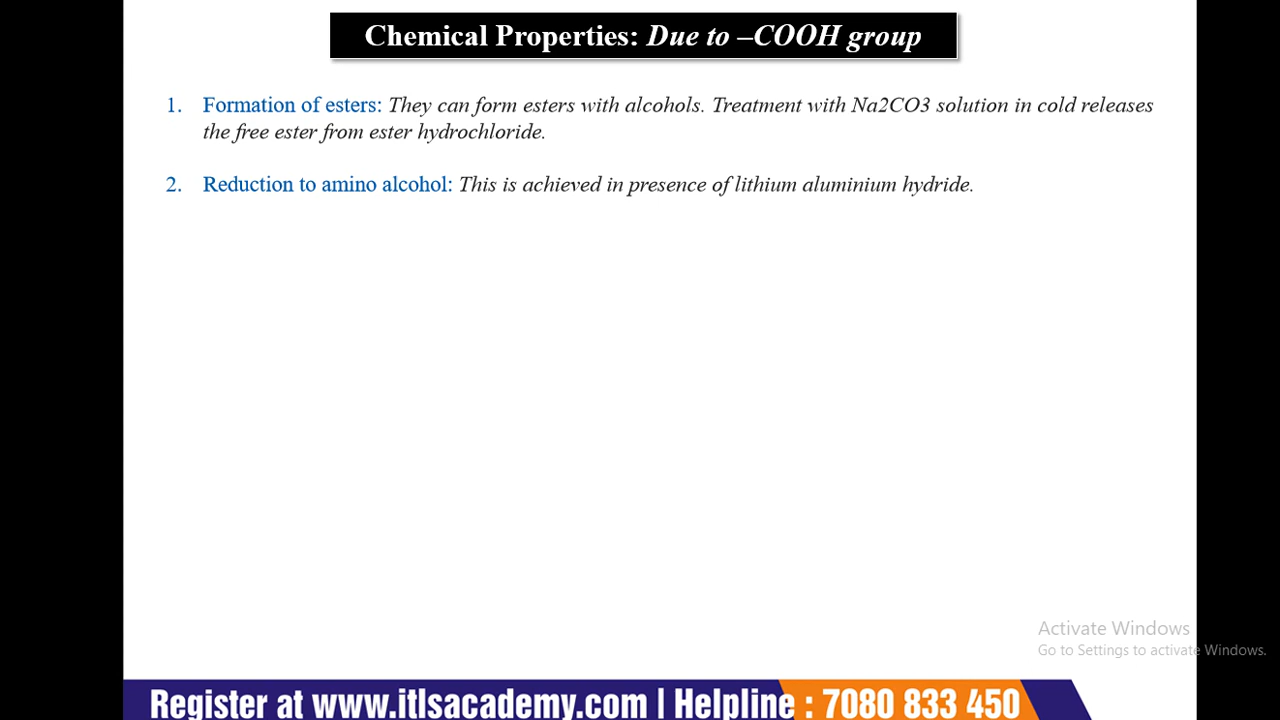 Chemical Properties: Due to –COOH group
1. Formation of esters: They can form esters with alcohols. Treatment with Na2CO3 solution in cold releases
the free ester from ester hydrochloride.
2. Reduction to amino alcohol: This is achieved in presence of lithium aluminium hydride.
Activate Windows
Go to Settings to activate Windows.
Register at www.itlsacademy.com | Helpline : 7080 833 450